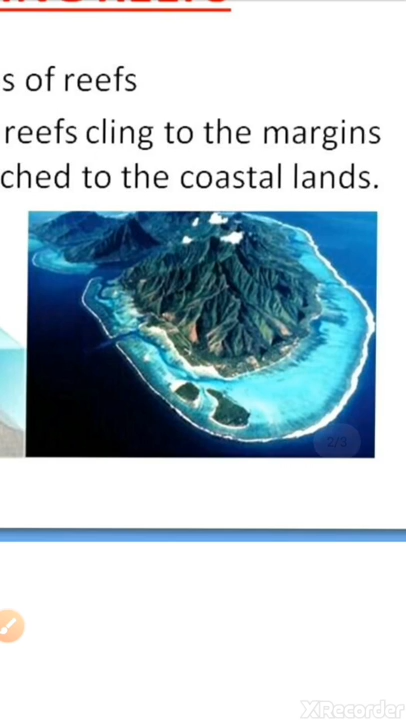 s of reefs
reefs cling to the margins
ched to the coastal lands.
2/3
XRecorder